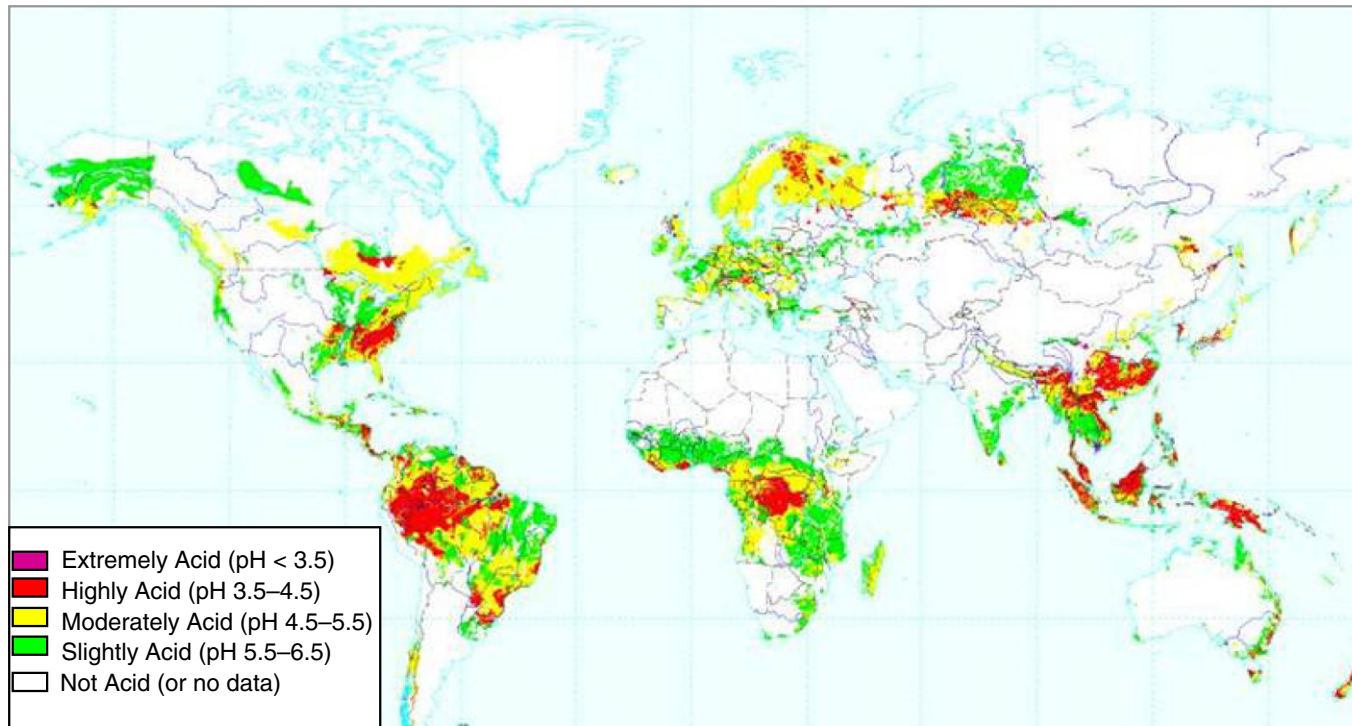 Extremely Acid (pH < 3.5)
Highly Acid (pH 3.5–4.5)
Moderately Acid (pH 4.5–5.5)
Slightly Acid (pH 5.5–6.5)
Not Acid (or no data)